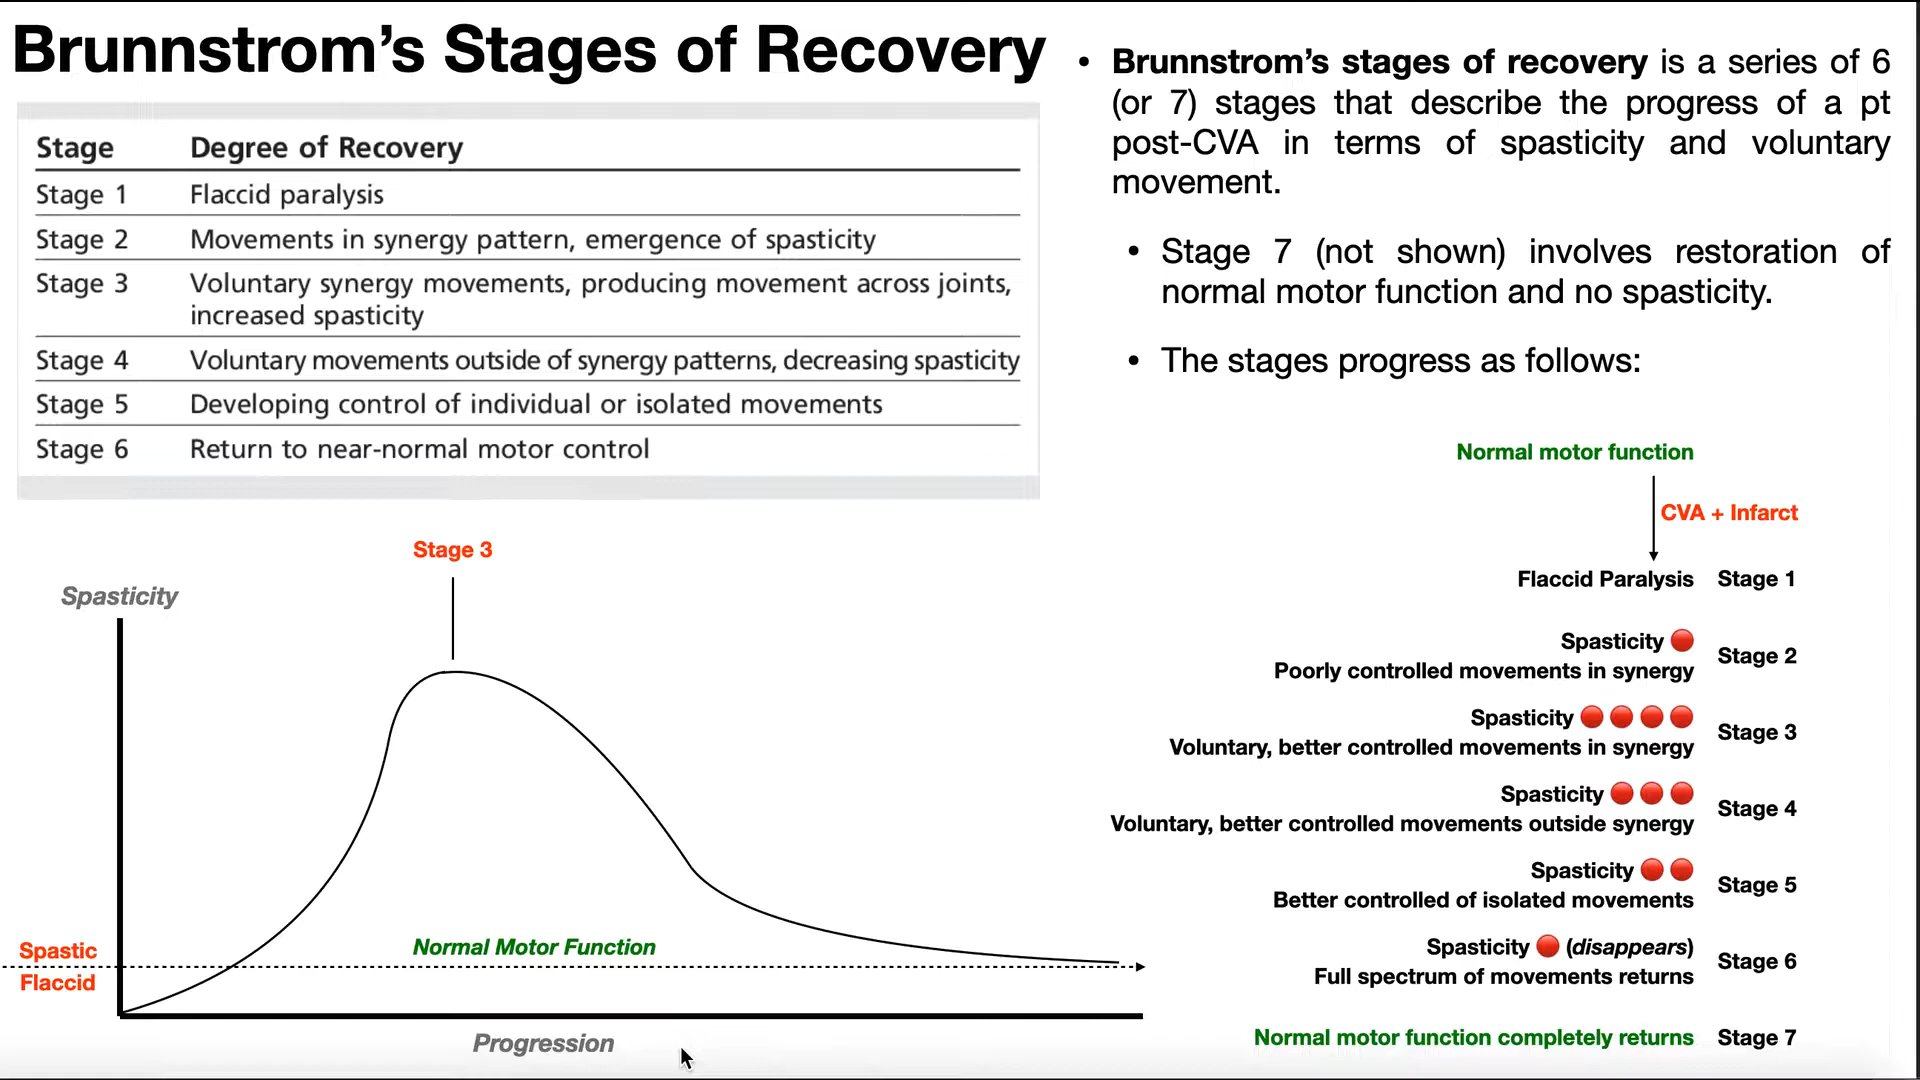 Brunnstrom's Stages of Recovery
Stage Degree of Recovery
Stage 1 Flaccid paralysis
Stage 2 Movements in synergy pattern, emergence of spasticity
Stage 3 Voluntary synergy movements, producing movement across joints,
increased spasticity
Stage 4 Voluntary movements outside of synergy patterns, decreasing spasticity
Stage 5 Developing control of individual or isolated movements
Stage 6 Return to near-normal motor control
Stage 3
Spasticity
Spastic
Normal Motor Function
Flaccid
Progression
• Brunnstrom's stages of recovery is a series of 6
(or 7) stages that describe the progress of a pt
post-CVA in terms of spasticity and voluntary
movement.
• Stage 7 (not shown) involves restoration of
normal motor function and no spasticity.
• The stages progress as follows:
Normal motor function
CVA + Infarct
Flaccid Paralysis Stage 1
Spasticity
Poorly controlled movements in synergy
Stage 2
Spasticity
Voluntary, better controlled movements in synergy
Stage 3
Spasticity
Voluntary, better controlled movements outside synergy
Stage 4
Spasticity
Better controlled of isolated movements
Stage 5
Spasticity (disappears)
Full spectrum of movements returns
Stage 6
Normal motor function completely returns Stage 7